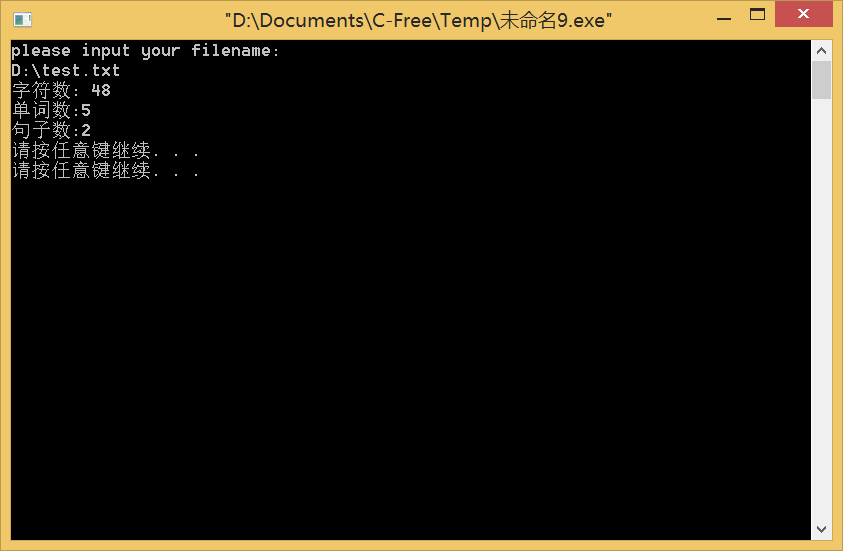 "D:\Documents\C-Free\Temp\未命名9.exe"
please input your filename:
D:\test.txt
字符数: 48
单词数:5
句子数:2
请按任意键继续. . .
请按任意键继续. . .